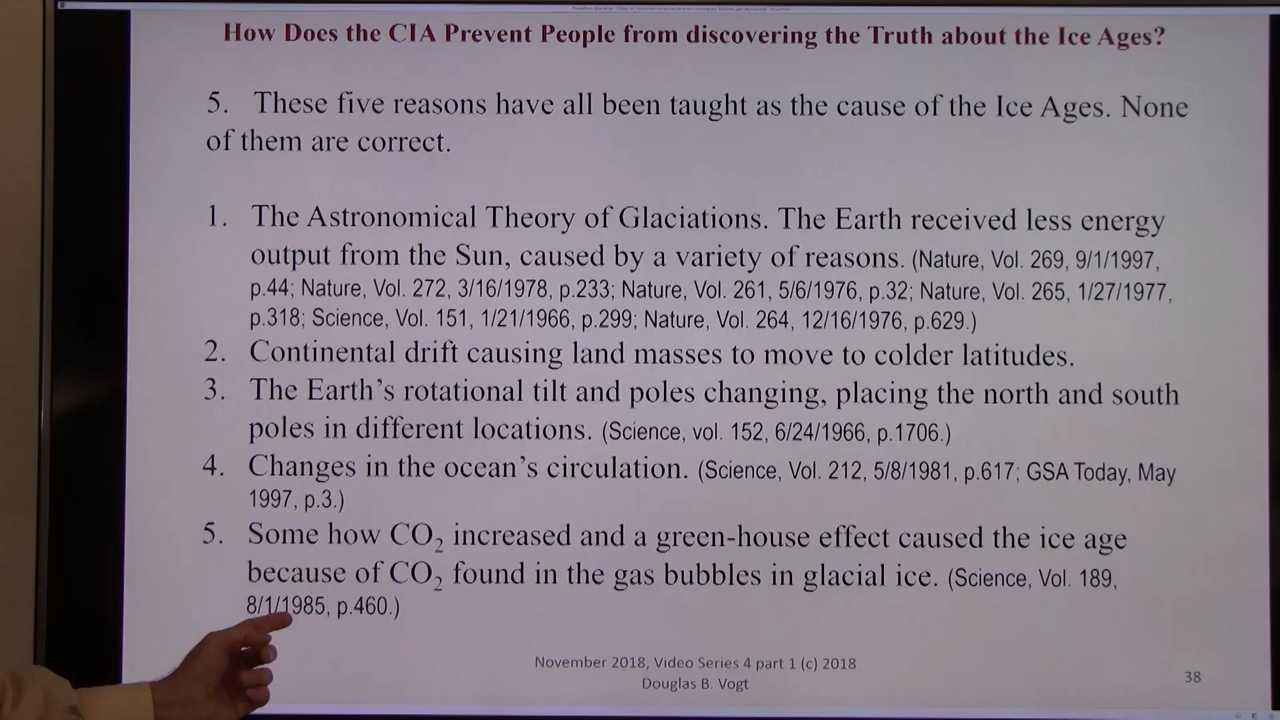 How Does the CIA Prevent People from discovering the Truth about the Ice Ages?
5. These five reasons have all been taught as the cause of the Ice Ages. None
of them are correct.
1. The Astronomical Theory of Glaciations. The Earth received less energy
output from the Sun, caused by a variety of reasons. (Nature, Vol. 269, 9/1/1997,
p.44; Nature, Vol. 272, 3/16/1978, p.233; Nature, Vol. 261, 5/6/1976, p.32; Nature, Vol. 265, 1/27/1977,
p.318; Science, Vol. 151, 1/21/1966, p.299; Nature, Vol. 264, 12/16/1976, p.629.)
2. Continental drift causing land masses to move to colder latitudes.
3. The Earth's rotational tilt and poles changing, placing the north and south
poles in different locations. (Science, vol. 152, 6/24/1966, p.1706.)
4. Changes in the ocean's circulation. (Science, Vol. 212, 5/8/1981, p.617; GSA Today, May
1997, p.3.)
5. Some how CO₂ increased and a green-house effect caused the ice age
because of CO₂ found in the gas bubbles in glacial ice. (Science, Vol. 189,
8/1/1985, p.460.)
November 2018, Video Series 4 part 1 (c) 2018
Douglas B. Vogt
38